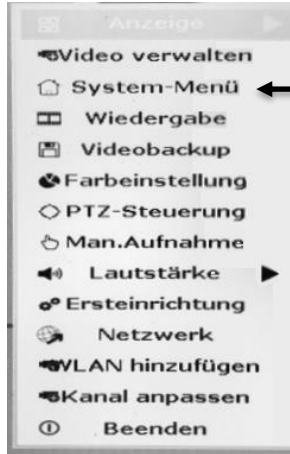 Anzeige
Video verwalten
System-Menü
Wiedergabe
Videobackup
Farbeinstellung
PTZ-Steuerung
Man.Aufnahme
Lautstärke
Ersteinrichtung
Netzwerk
WLAN hinzufügen
Kanal anpassen
Beenden